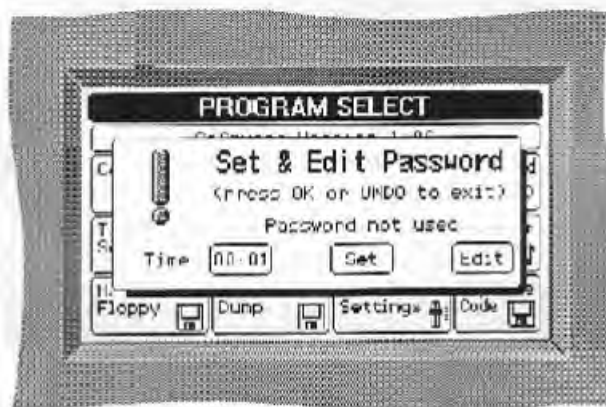 PROGRAM SELECT
Set & Edit Password
(press OK or UNDO to exit)
Password not used
Time 00:01 Set Edit
Floppy Dump Settings Code